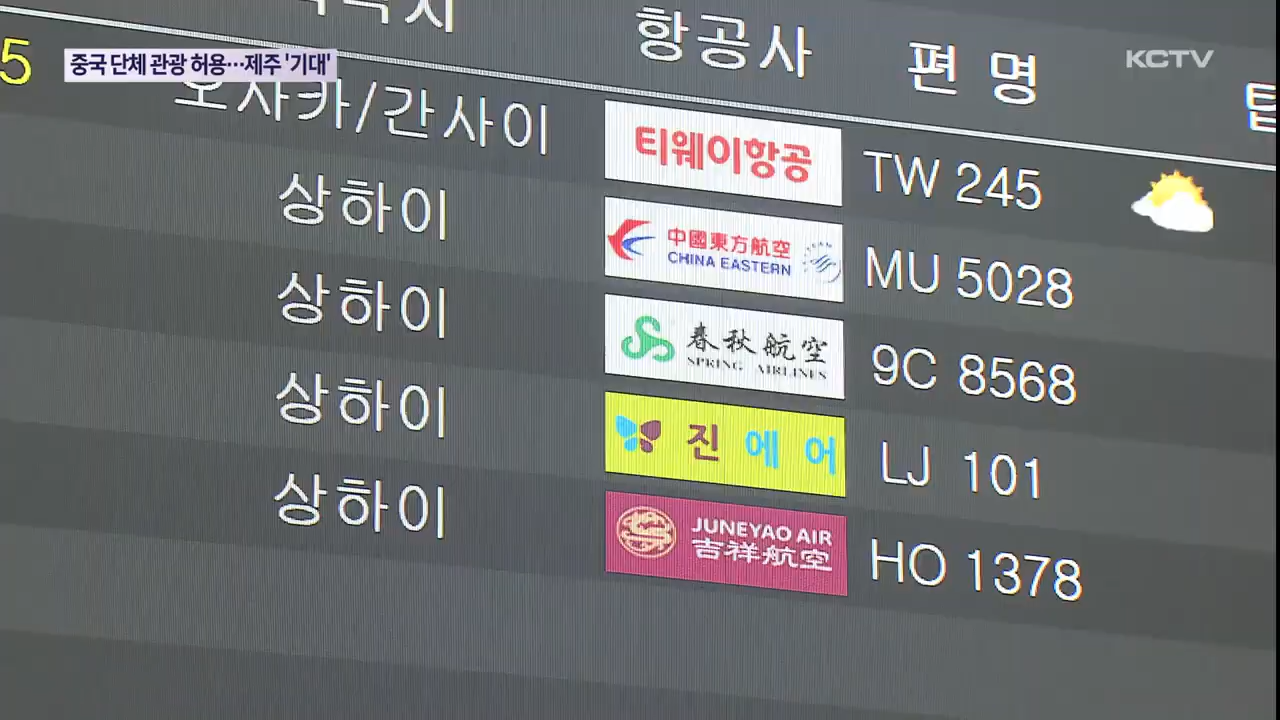 항공사 편 명
5
중국 단체 관광 허용…제주 '기대'
KCTV
오사카/간사이 티웨이항공 TW 245
상하이 中國東方航空 CHINA EASTERN MU 5028
상하이 春秋航空 SPRING AIRLINES 9C 8568
상하이 진에어 LJ 101
상하이 JUNEYAO AIR 吉祥航空 HO 1378